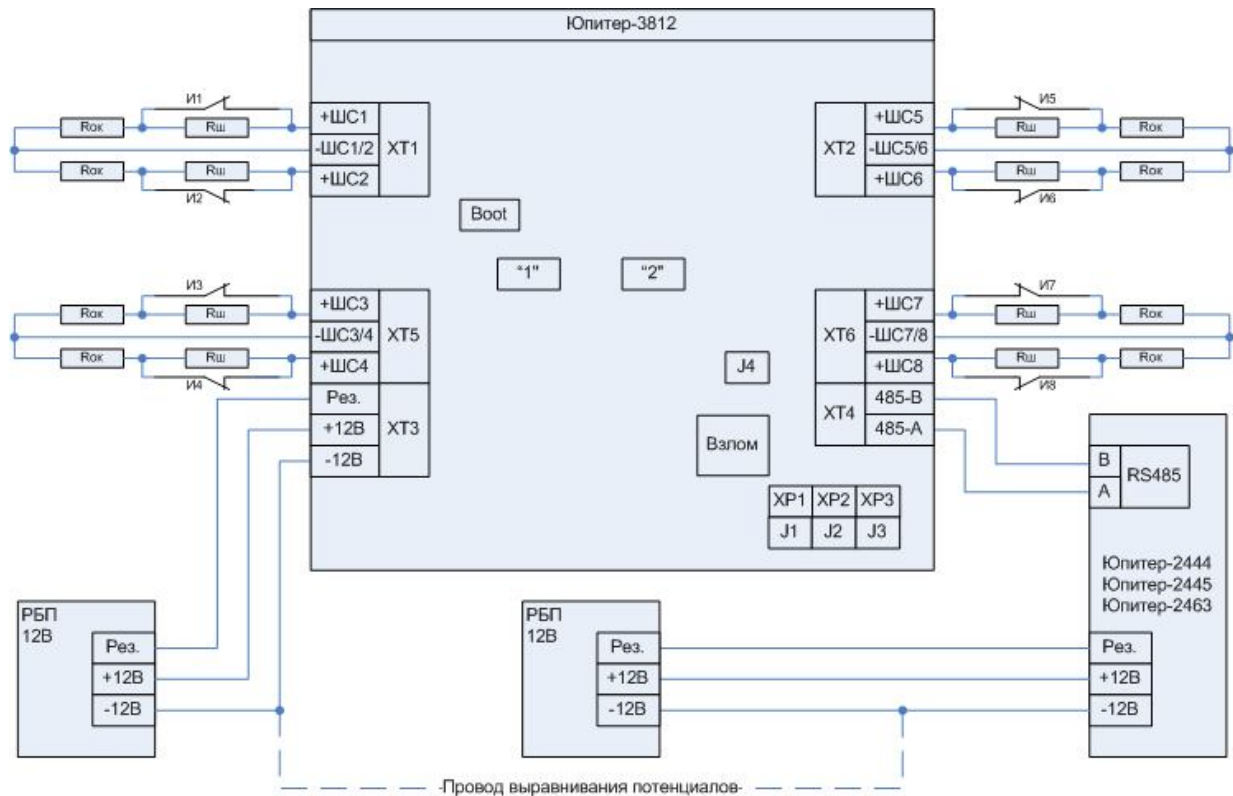 Юпитер-3812
И1
Rок
Rш
+ШС1
-ШС1/2
+ШС2
XT1
Rок
Rш
И2
И5
+ШС5
-ШС5/6
+ШС6
XT2
Rш
Rок
Rш
Rок
И6
Boot
“1"
“2"
И3
Rок
Rш
+ШС3
-ШС3/4
+ШС4
XT5
Rок
Rш
И4
Рез.
+12В
-12В
XT3
И7
+ШС7
-ШС7/8
+ШС8
XT6
Rш
Rок
Rш
Rок
И8
485-B
485-A
XT4
J4
Взлом
XP1 XP2 XP3
J1 J2 J3
B
A
RS485
Юпитер-2444
Юпитер-2445
Юпитер-2463
Рез.
+12В
-12В
РБП
12В
Рез.
+12В
-12В
РБП
12В
Рез.
+12В
-12В
-Провод выравнивания потенциалов-